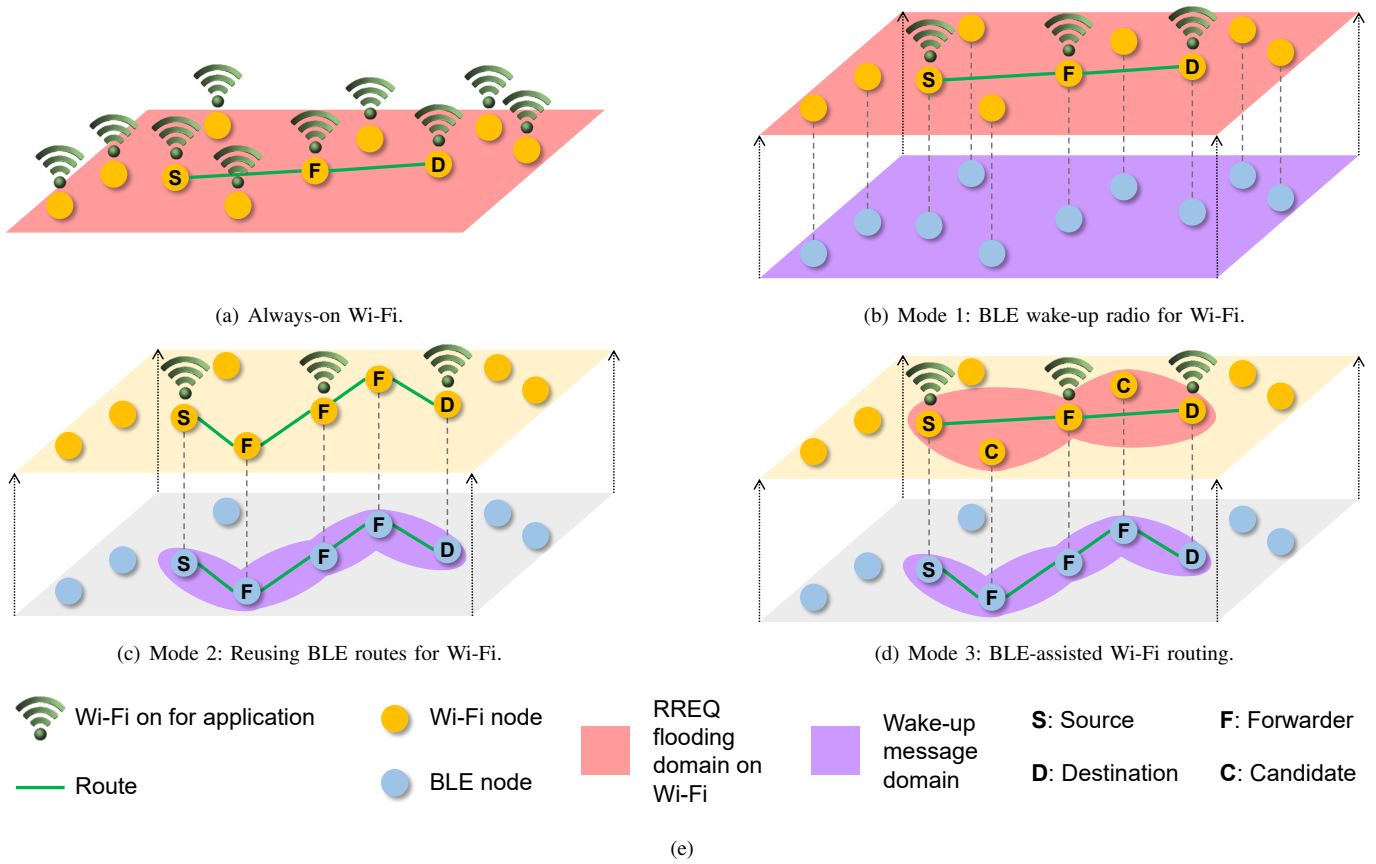 S
F
D
(a) Always-on Wi-Fi.
S
F
D
(b) Mode 1: BLE wake-up radio for Wi-Fi.
S
F
F
F
D
S
F
F
F
D
(c) Mode 2: Reusing BLE routes for Wi-Fi.
S
C
F
C
D
S
F
F
F
D
(d) Mode 3: BLE-assisted Wi-Fi routing.
Wi-Fi on for application
Route
Wi-Fi node
BLE node
RREQ
flooding
domain on
Wi-Fi
Wake-up
message
domain
S: Source
F: Forwarder
D: Destination
C: Candidate
(e)